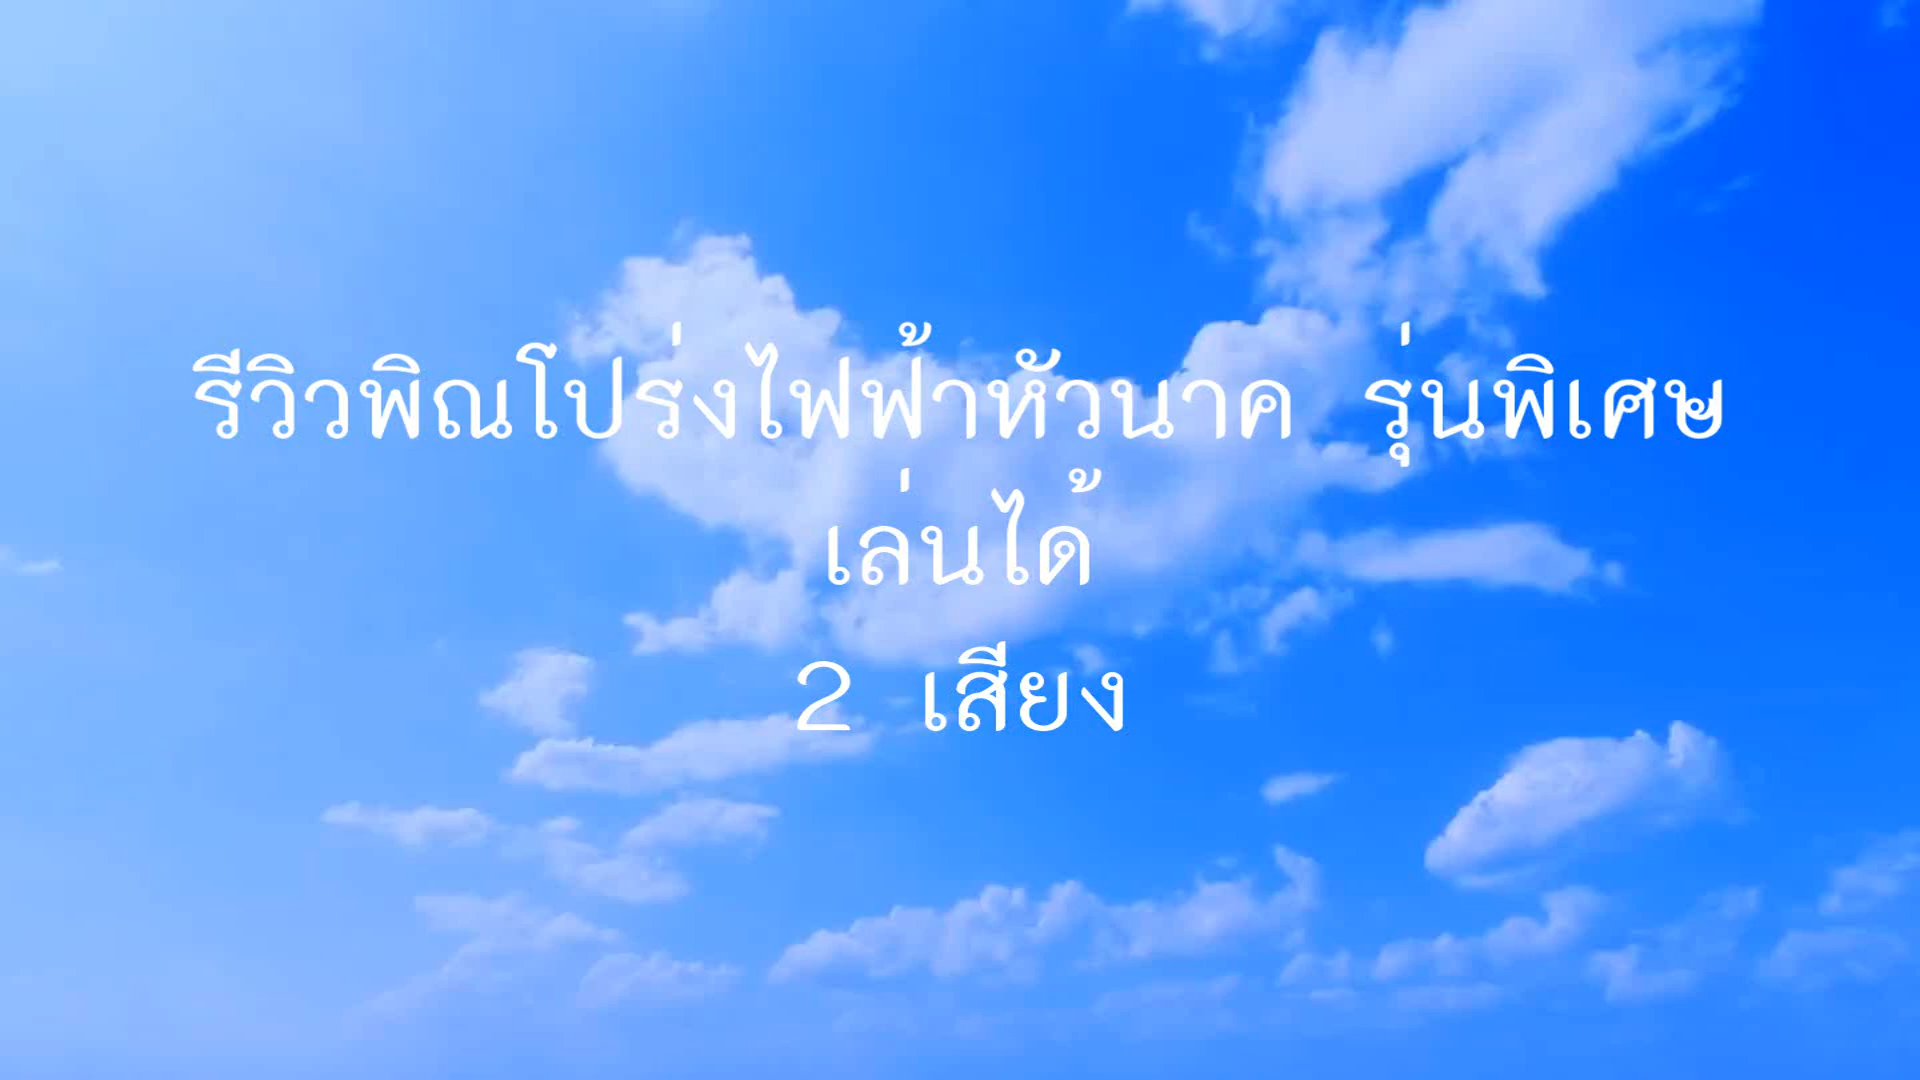 รีวิวพิณโปร่งไฟฟ้าหัวนาค รุ่นพิเศษ
เล่นได้
2 เสียง